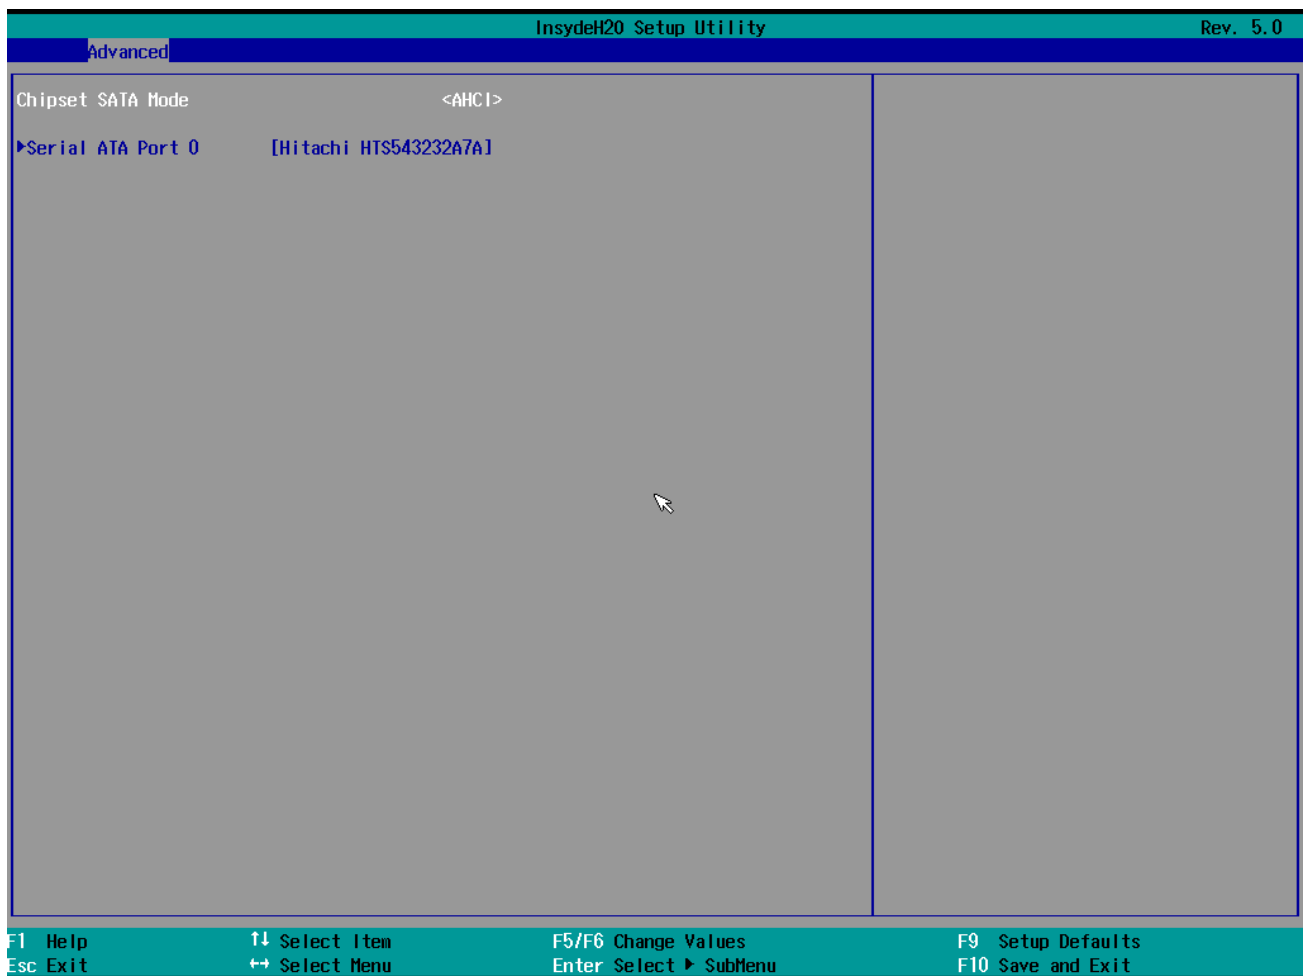 InsydeH20 Setup Utility Rev. 5.0
Advanced
Chipset SATA Mode <AHCI>
▶Serial ATA Port 0 [Hitachi HTS543232A7A]
F1 Help ↑↓ Select Item F5/F6 Change Values F9 Setup Defaults
Esc Exit ←→ Select Menu Enter Select ▶ SubMenu F10 Save and Exit